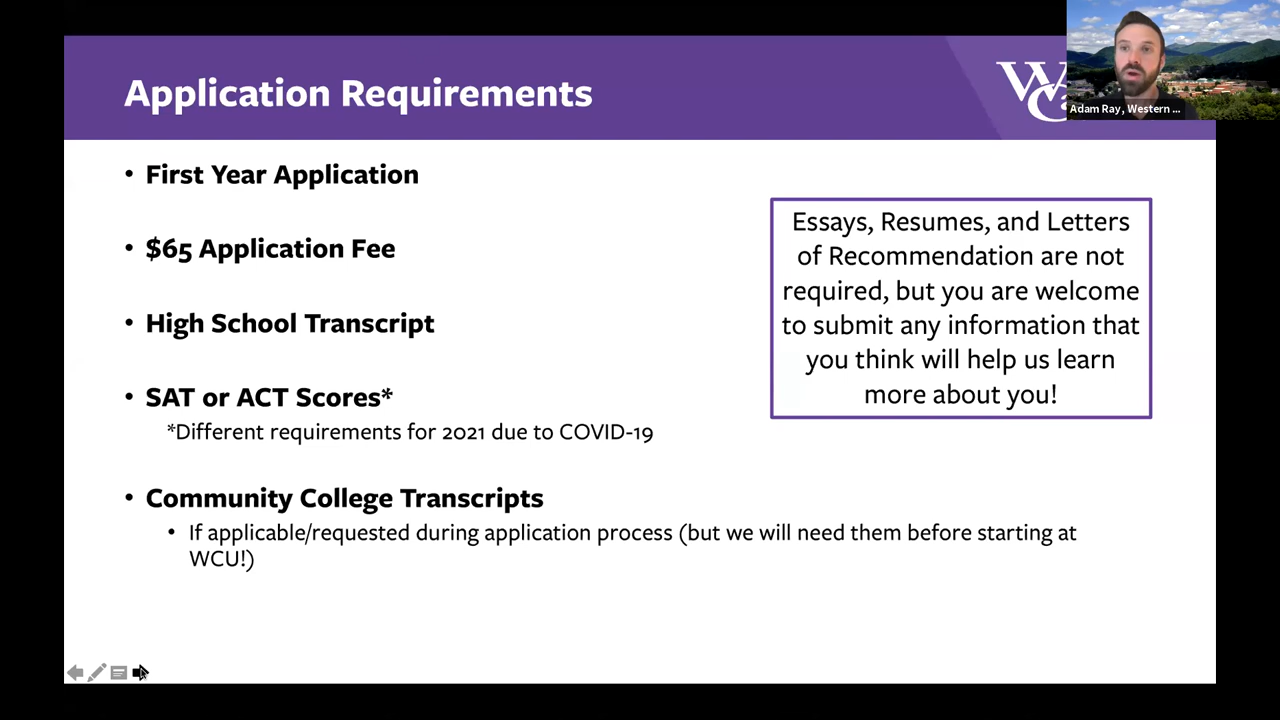 Application Requirements
WCa
Adam Ray, Western ...
• First Year Application
• $65 Application Fee
• High School Transcript
• SAT or ACT Scores*
*Different requirements for 2021 due to COVID-19
• Community College Transcripts
• If applicable/requested during application process (but we will need them before starting at
WCU!)
Essays, Resumes, and Letters
of Recommendation are not
required, but you are welcome
to submit any information that
you think will help us learn
more about you!